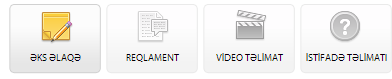 ƏKS ƏLAQƏ
REQLAMENT
VİDEO TƏLİMAT
İSTİFADƏ TƏLİMATI